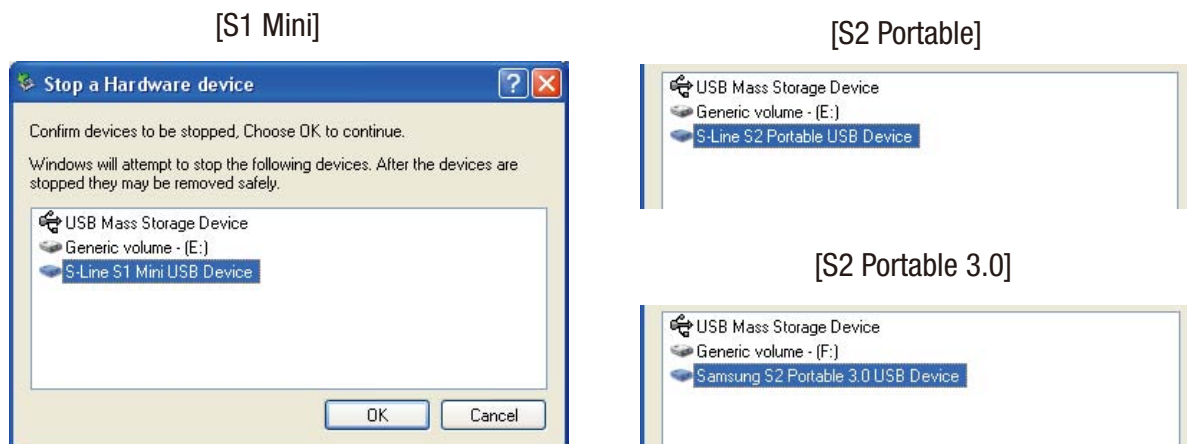 [S1 Mini]
Stop a Hardware device
Confirm devices to be stopped, Choose OK to continue.
Windows will attempt to stop the following devices. After the devices are
stopped they may be removed safely.
USB Mass Storage Device
Generic volume - (E:)
S-Line S1 Mini USB Device
OK
Cancel
[S2 Portable]
USB Mass Storage Device
Generic volume - (E:)
S-Line S2 Portable USB Device
[S2 Portable 3.0]
USB Mass Storage Device
Generic volume - (F:)
Samsung S2 Portable 3.0 USB Device